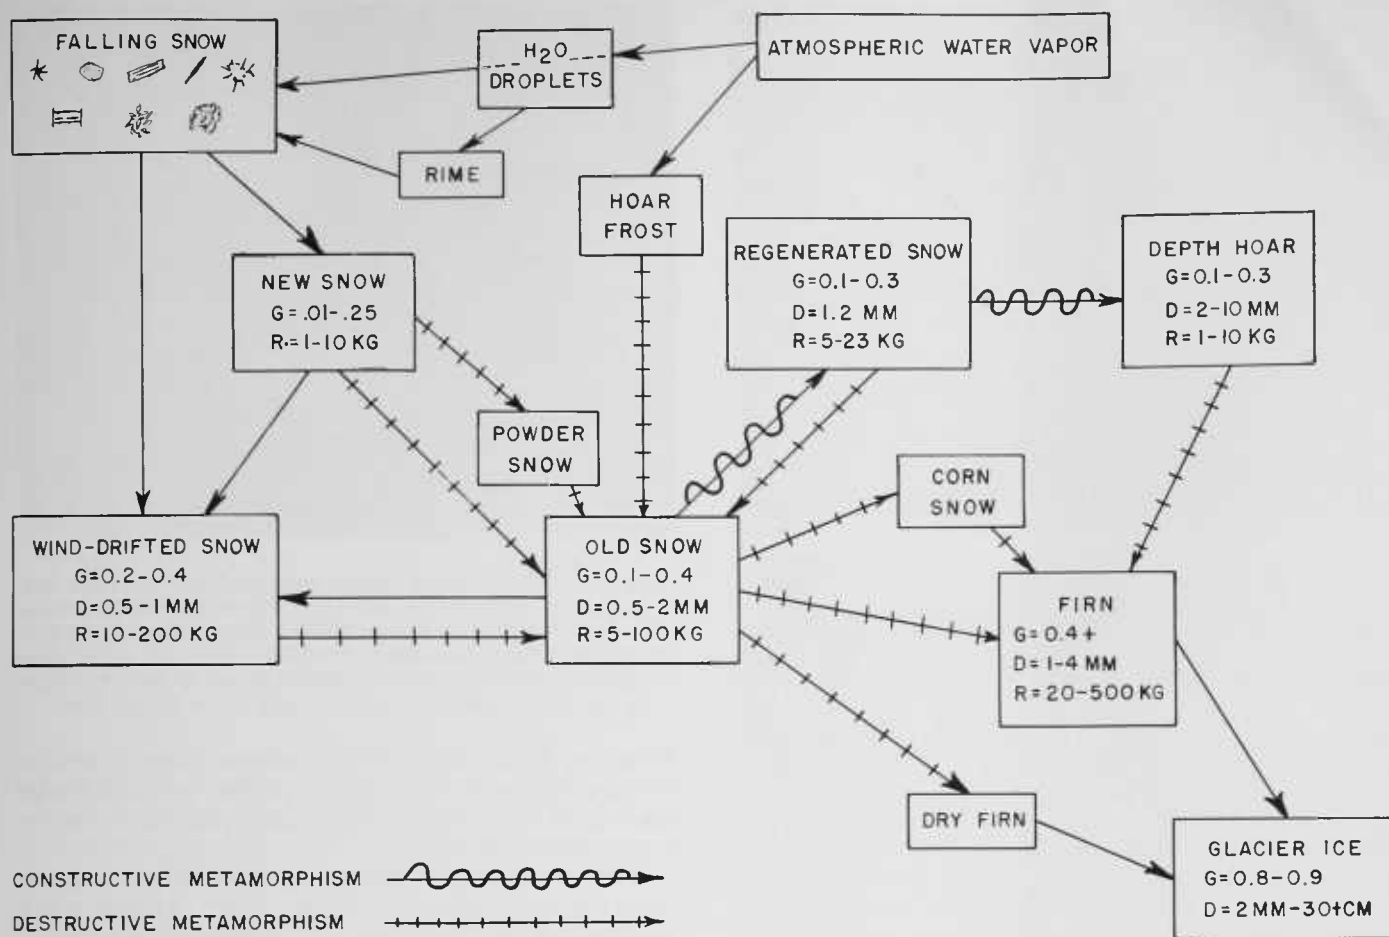 FALLING SNOW
H2O
DROPLETS
ATMOSPHERIC WATER VAPOR
RIME
HOAR
FROST
NEW SNOW
G=.01-.25
R.=1-10 KG
REGENERATED SNOW
G=0.1-0.3
D=1.2 MM
R=5-23 KG
DEPTH HOAR
G=0.1-0.3
D=2-10 MM
R=1-10 KG
POWDER
SNOW
CORN
SNOW
WIND-DRIFTED SNOW
G=0.2-0.4
D=0.5-1 MM
R=10-200 KG
OLD SNOW
G=0.1-0.4
D=0.5-2 MM
R=5-100 KG
FIRN
G=0.4+
D=1-4 MM
R=20-500 KG
DRY FIRN
GLACIER ICE
G=0.8-0.9
D=2 MM-30+CM
CONSTRUCTIVE METAMORPHISM
DESTRUCTIVE METAMORPHISM